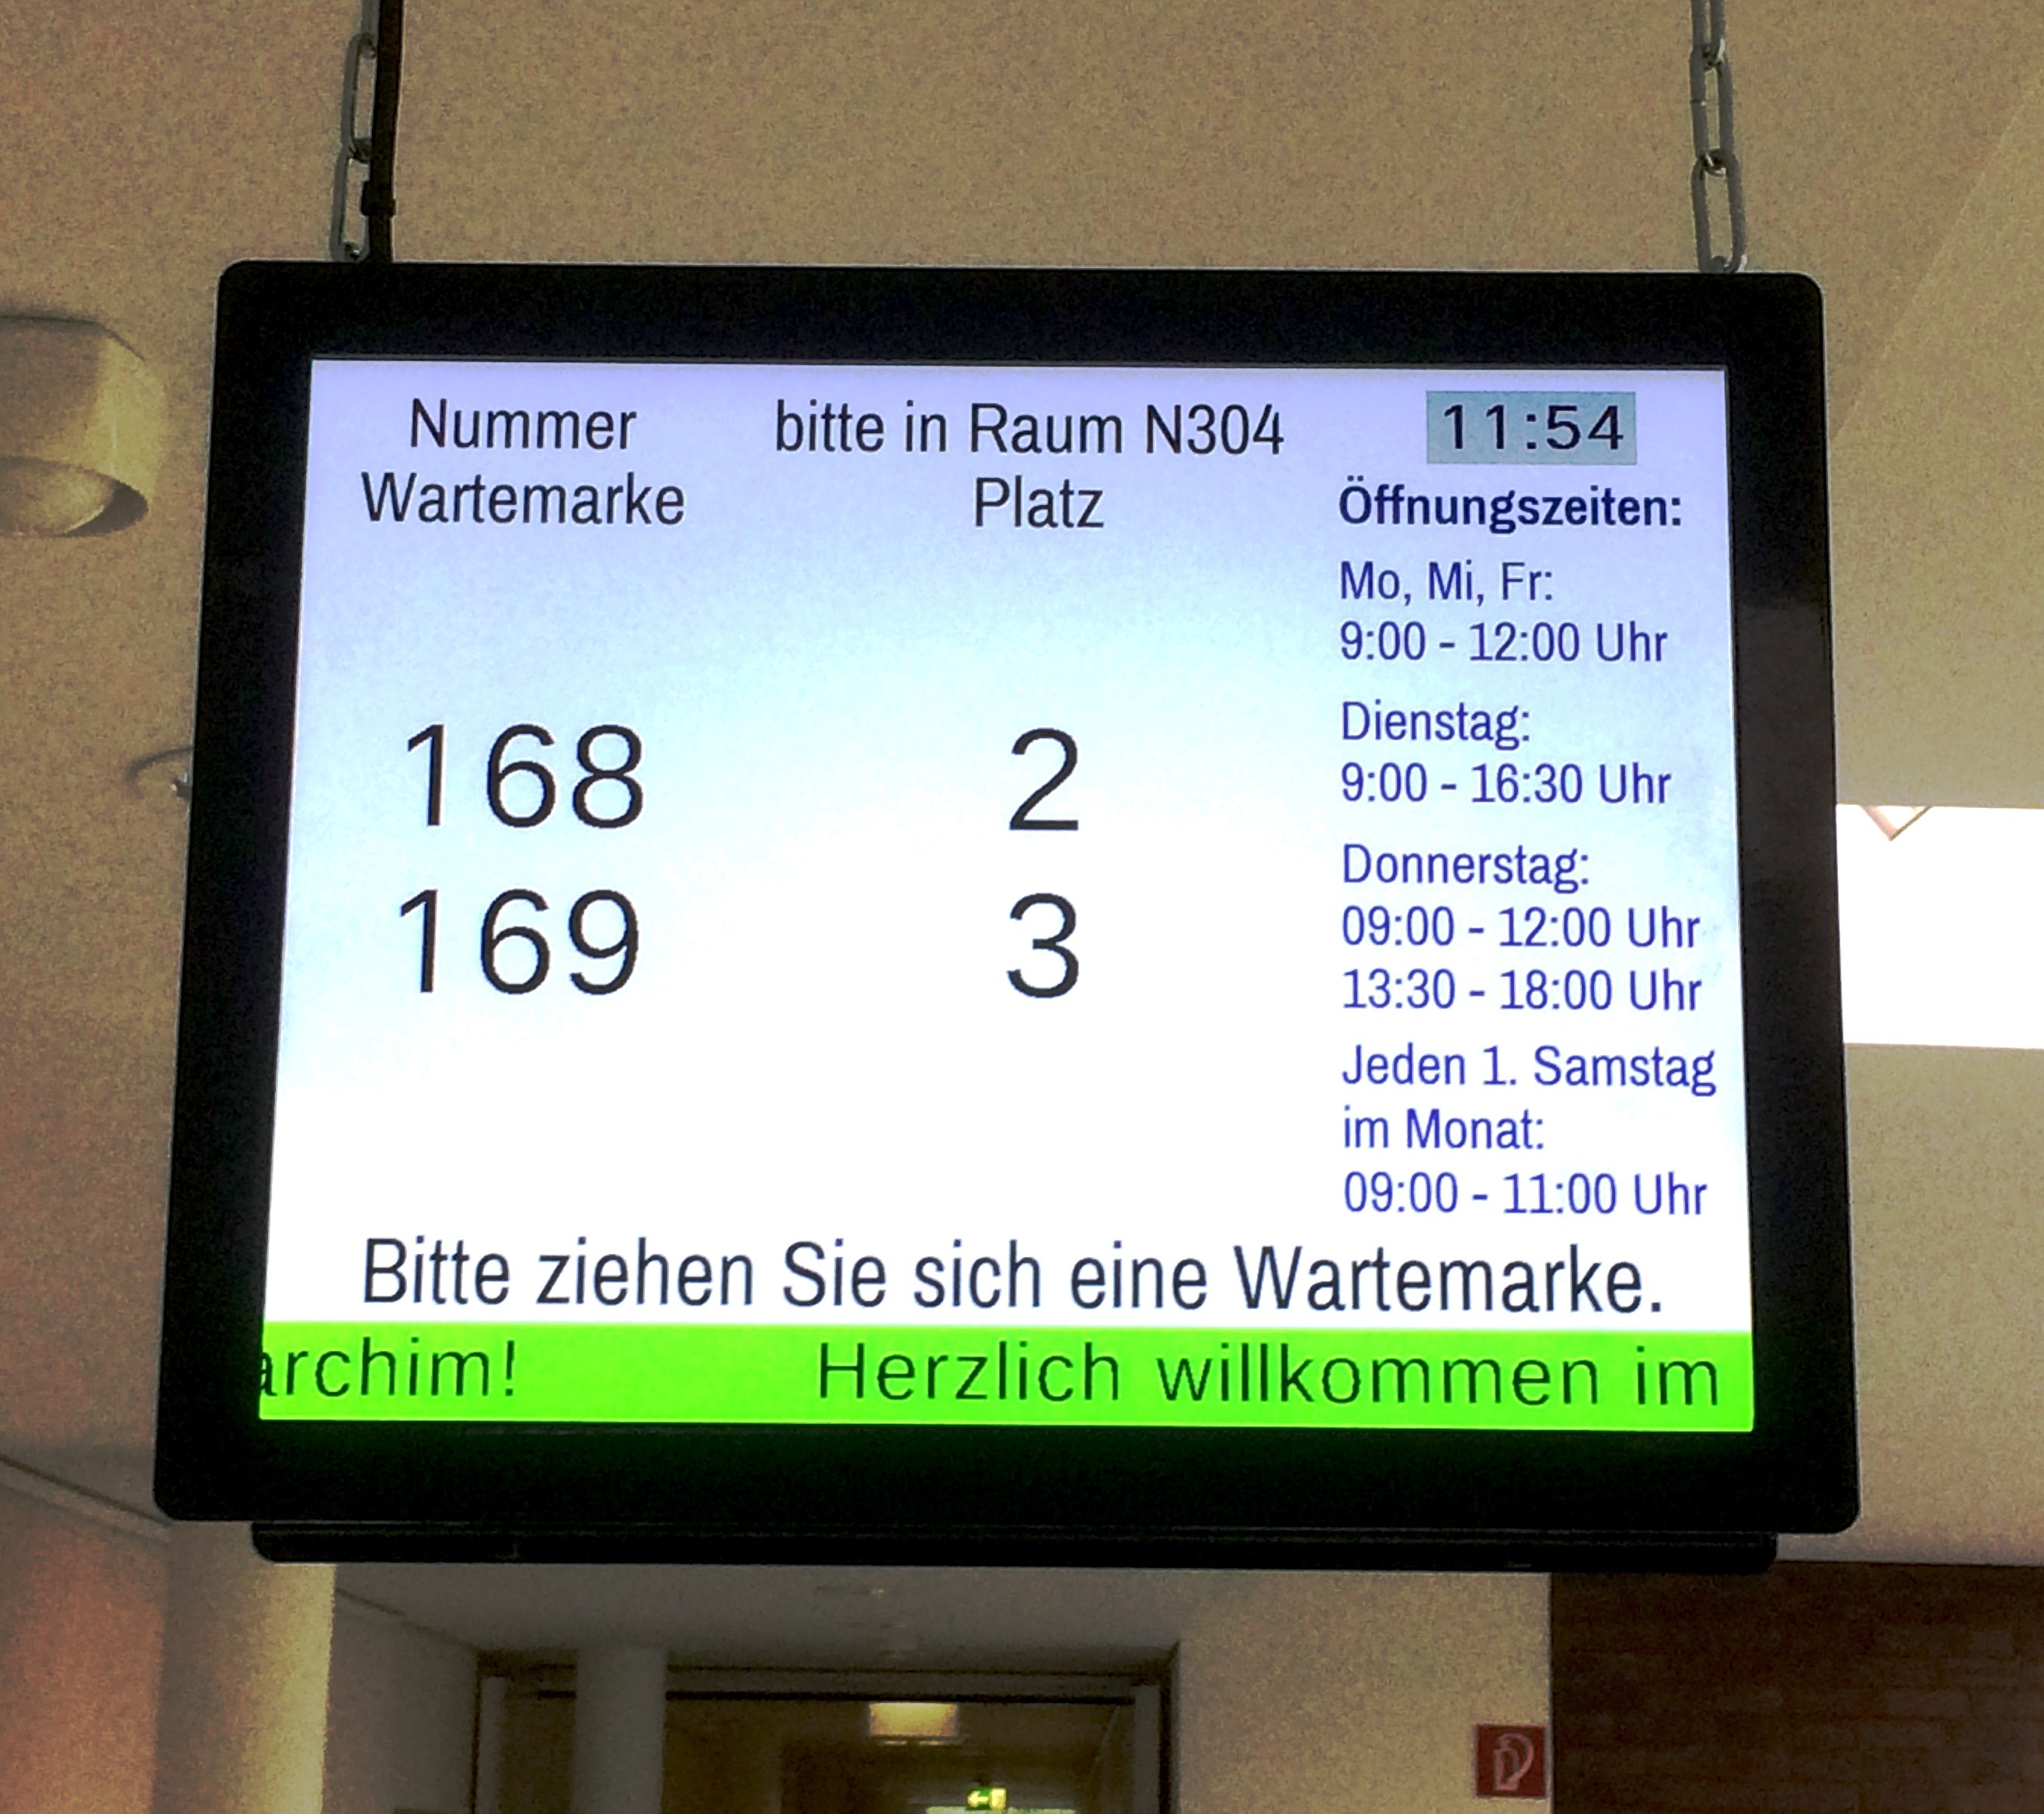 Nummer
Wartemarke
bitte in Raum N304
Platz
168 2
169 3
11:54
Öffnungszeiten:
Mo, Mi, Fr:
9:00 - 12:00 Uhr
Dienstag:
9:00 - 16:30 Uhr
Donnerstag:
09:00 - 12:00 Uhr
13:30 - 18:00 Uhr
Jeden 1. Samstag
im Monat:
09:00 - 11:00 Uhr
Bitte ziehen Sie sich eine Wartemarke.
archim! Herzlich willkommen im